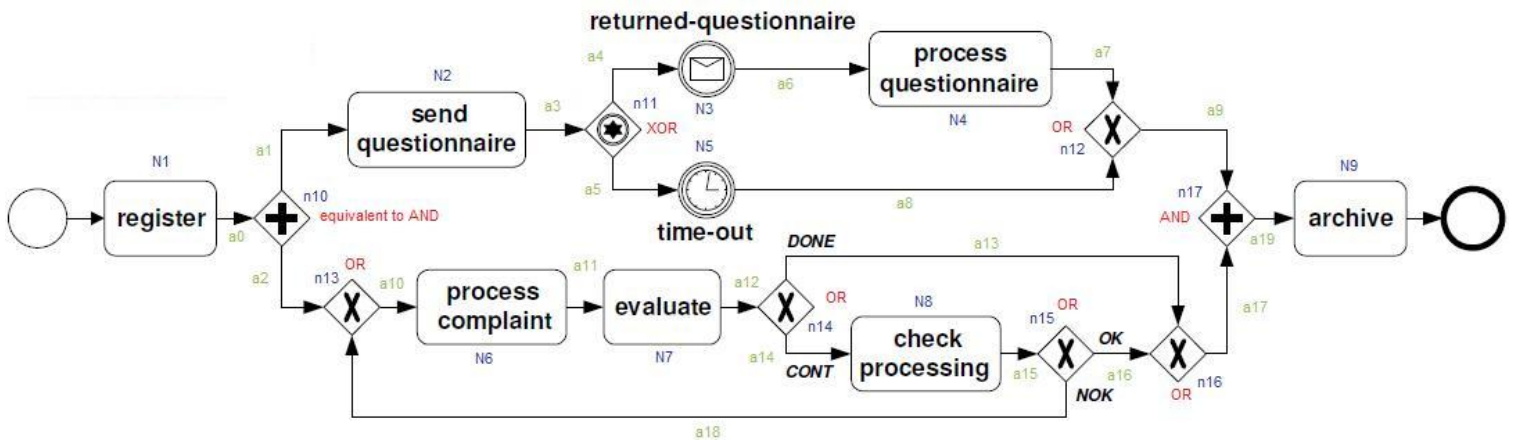 returned-questionnaire
a4
a7
N2
process
questionnaire
a6
N3
N4
send
questionnaire
a3
n11
XOR
OR
n12
a9
a1
N5
N1
a5
a8
n10
n17
N9
register
a0
equivalent to AND
time-out
AND
a19
archive
a2
DONE
a13
OR
n13
a10
a11
a12
process
complaint
evaluate
OR
n14
N8
OR
n15
a17
N6
N7
a14
CONT
check
processing
a15
OK
a16
n16
NOK
OR
a18